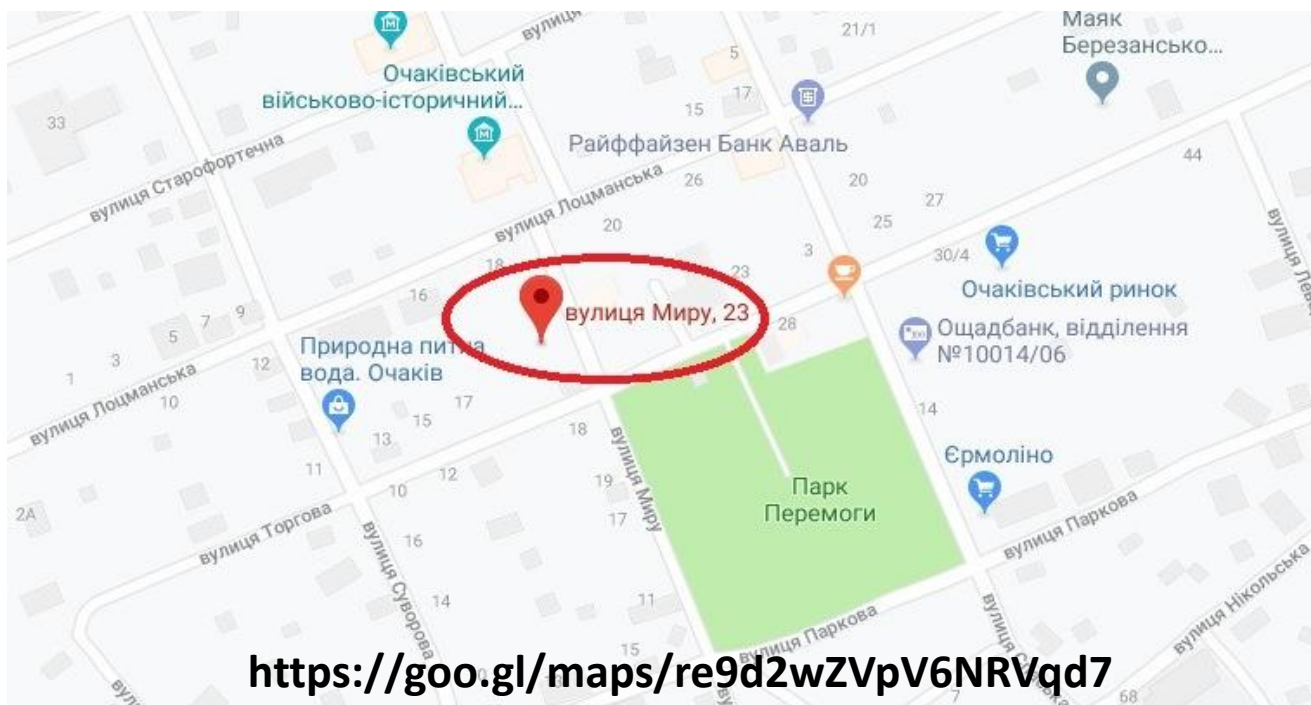 вулиця
21/1
Маяк
Березансько...
Очаківський
військово-історичний...
5
17
15
33
Райффайзен Банк Аваль
вулиця Старофортечна
вулиця Лоцманська
26
20
44
27
25
20
вулиця Ле
18
3
30/4
23
16
Очаківський ринок
вулиця Миру, 23
28
Ощадбанк, відділення
№10014/06
9
7
5
3
1
Природна питна
вода. Очаків
12
вулиця Лоцманська
10
17
15
13
18
14
вулиця Миру
Єрмоліно
11
12
19
10
Парк
Перемоги
17
2А
вулиця Торгова
вулиця Паркова
16
вулиця Суворова
вулиця Нікольська
14
11
вулиця Паркова
15
https://goo.gl/maps/re9d2wZVpV6NRVqd7
7
68